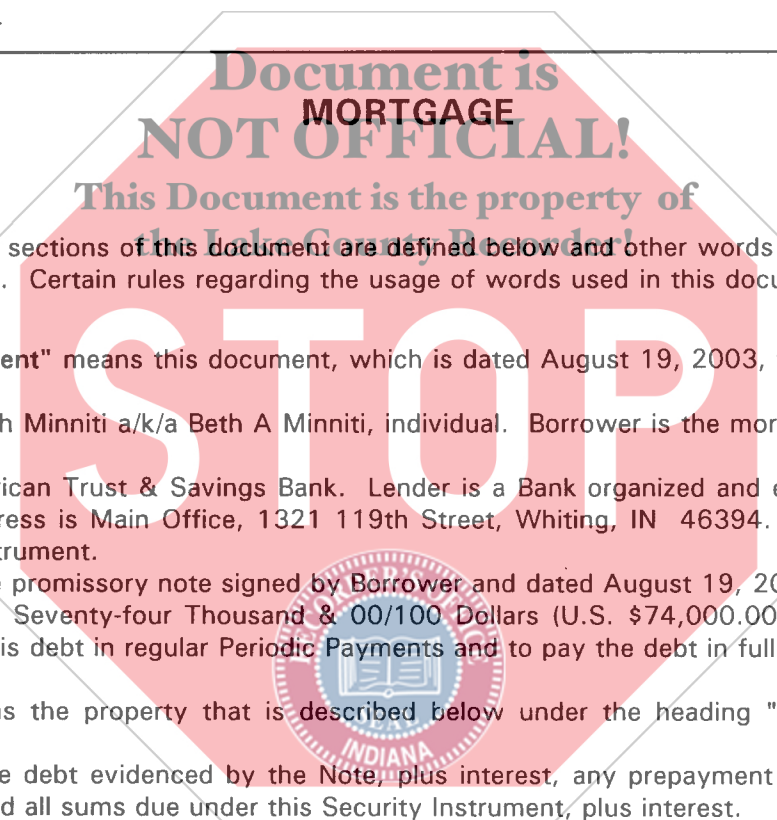 Document is
MORTGAGE
NOT OFFICIAL!
This Document is the property of
the Lake County Recorder!
sections of this document are defined below and other words
. Certain rules regarding the usage of words used in this docu
STOP
ent" means this document, which is dated August 19, 2003,
h Minniti a/k/a Beth A Minniti, individual. Borrower is the mor
rican Trust & Savings Bank. Lender is a Bank organized and e
ress is Main Office, 1321 119th Street, Whiting, IN 46394.
trument.
e promissory note signed by Borrower and dated August 19, 20
Seventy-four Thousand & 00/100 Dollars (U.S. $74,000.00
is debt in regular Periodic Payments and to pay the debt in full
RECORDER'S OFFICE
SEAL
INDIANA
ns the property that is described below under the heading "
e debt evidenced by the Note, plus interest, any prepayment
d all sums due under this Security Instrument, plus interest.